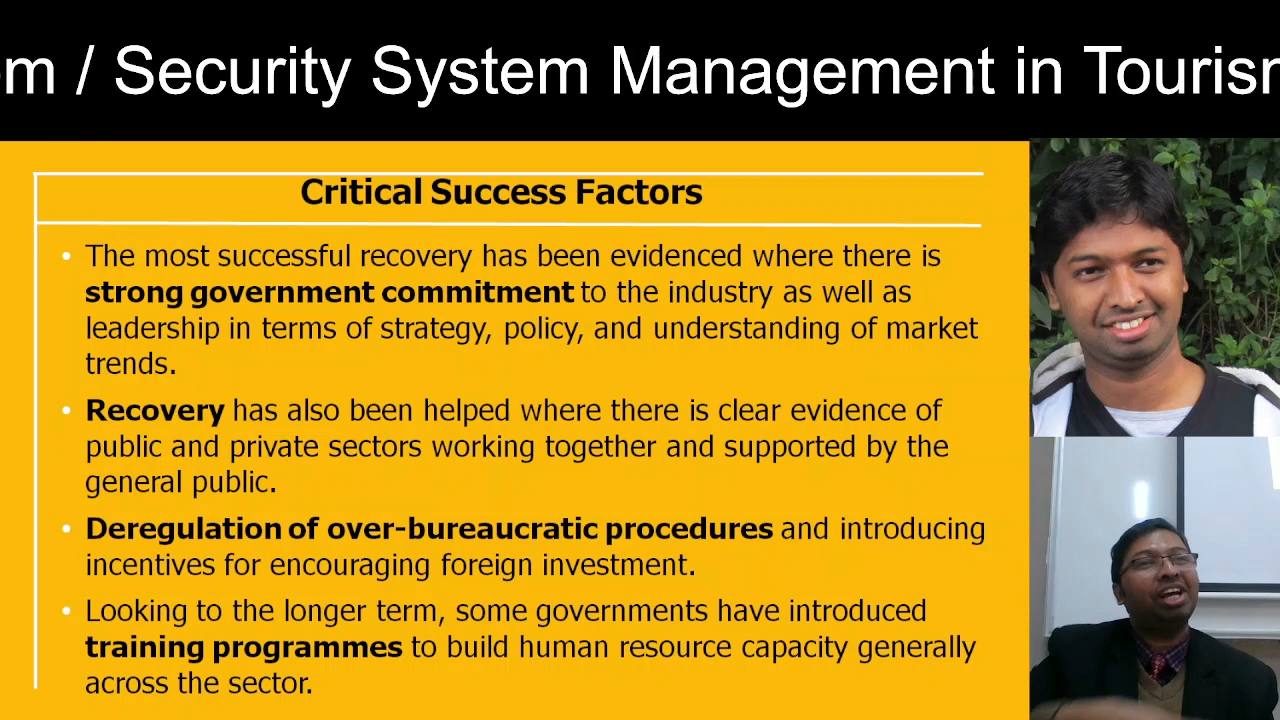 m / Security System Management in Touris
Critical Success Factors
• The most successful recovery has been evidenced where there is
strong government commitment to the industry as well as
leadership in terms of strategy, policy, and understanding of market
trends.
• Recovery has also been helped where there is clear evidence of
public and private sectors working together and supported by the
general public.
• Deregulation of over-bureaucratic procedures and introducing
incentives for encouraging foreign investment.
• Looking to the longer term, some governments have introduced
training programmes to build human resource capacity generally
across the sector.